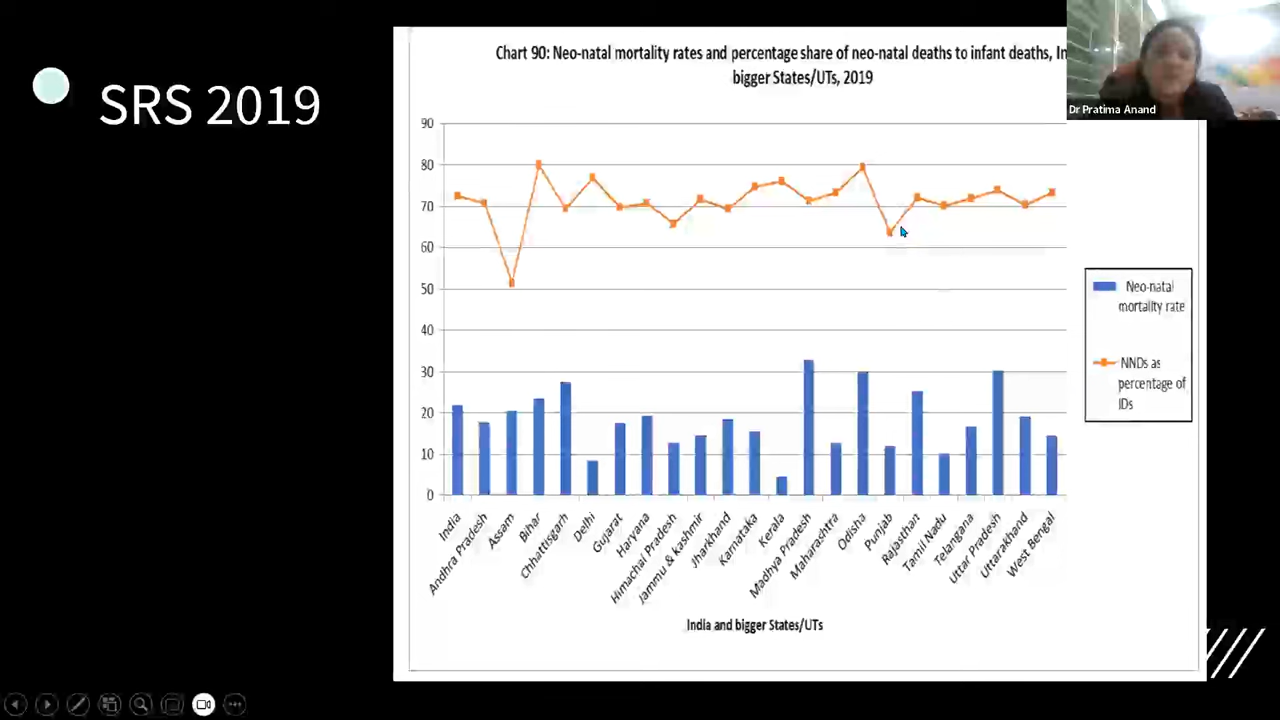 SRS 2019
Chart 90: Neo-natal mortality rates and percentage share of neo-natal deaths to infant deaths, In
bigger States/UTs, 2019
Dr Pratima Anand
90
80
70
60
50
40
30
20
10
0
India
Andhra Pradesh
Assam
Bihar
Chhattisgarh
Delhi
Gujarat
Haryana
Himachal Pradesh
Jammu & kashmir
Jharkhand
Karnataka
Kerala
Madhya Pradesh
Maharashtra
Odisha
Punjab
Rajasthan
Tamil Nadu
Telangana
Uttar Pradesh
Uttarakhand
West Bengal
India and bigger States/UTs
Neo-natal
mortality rate
NNDs as
percentage of
IDs